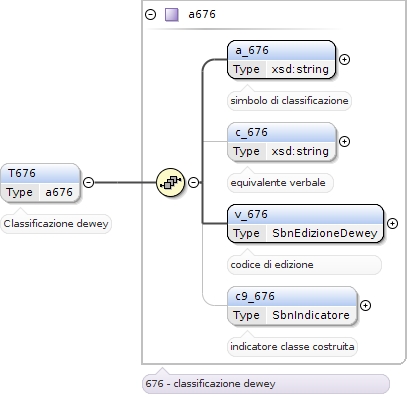 a676
a_676
Type xsd:string
simbolo di classificazione
c_676
Type xsd:string
equivalente verbale
T676
Type a676
Classificazione dewey
v_676
Type SbnEdizioneDewey
codice di edizione
c9_676
Type SbnIndicatore
indicatore classe costruita
676 - classificazione dewey